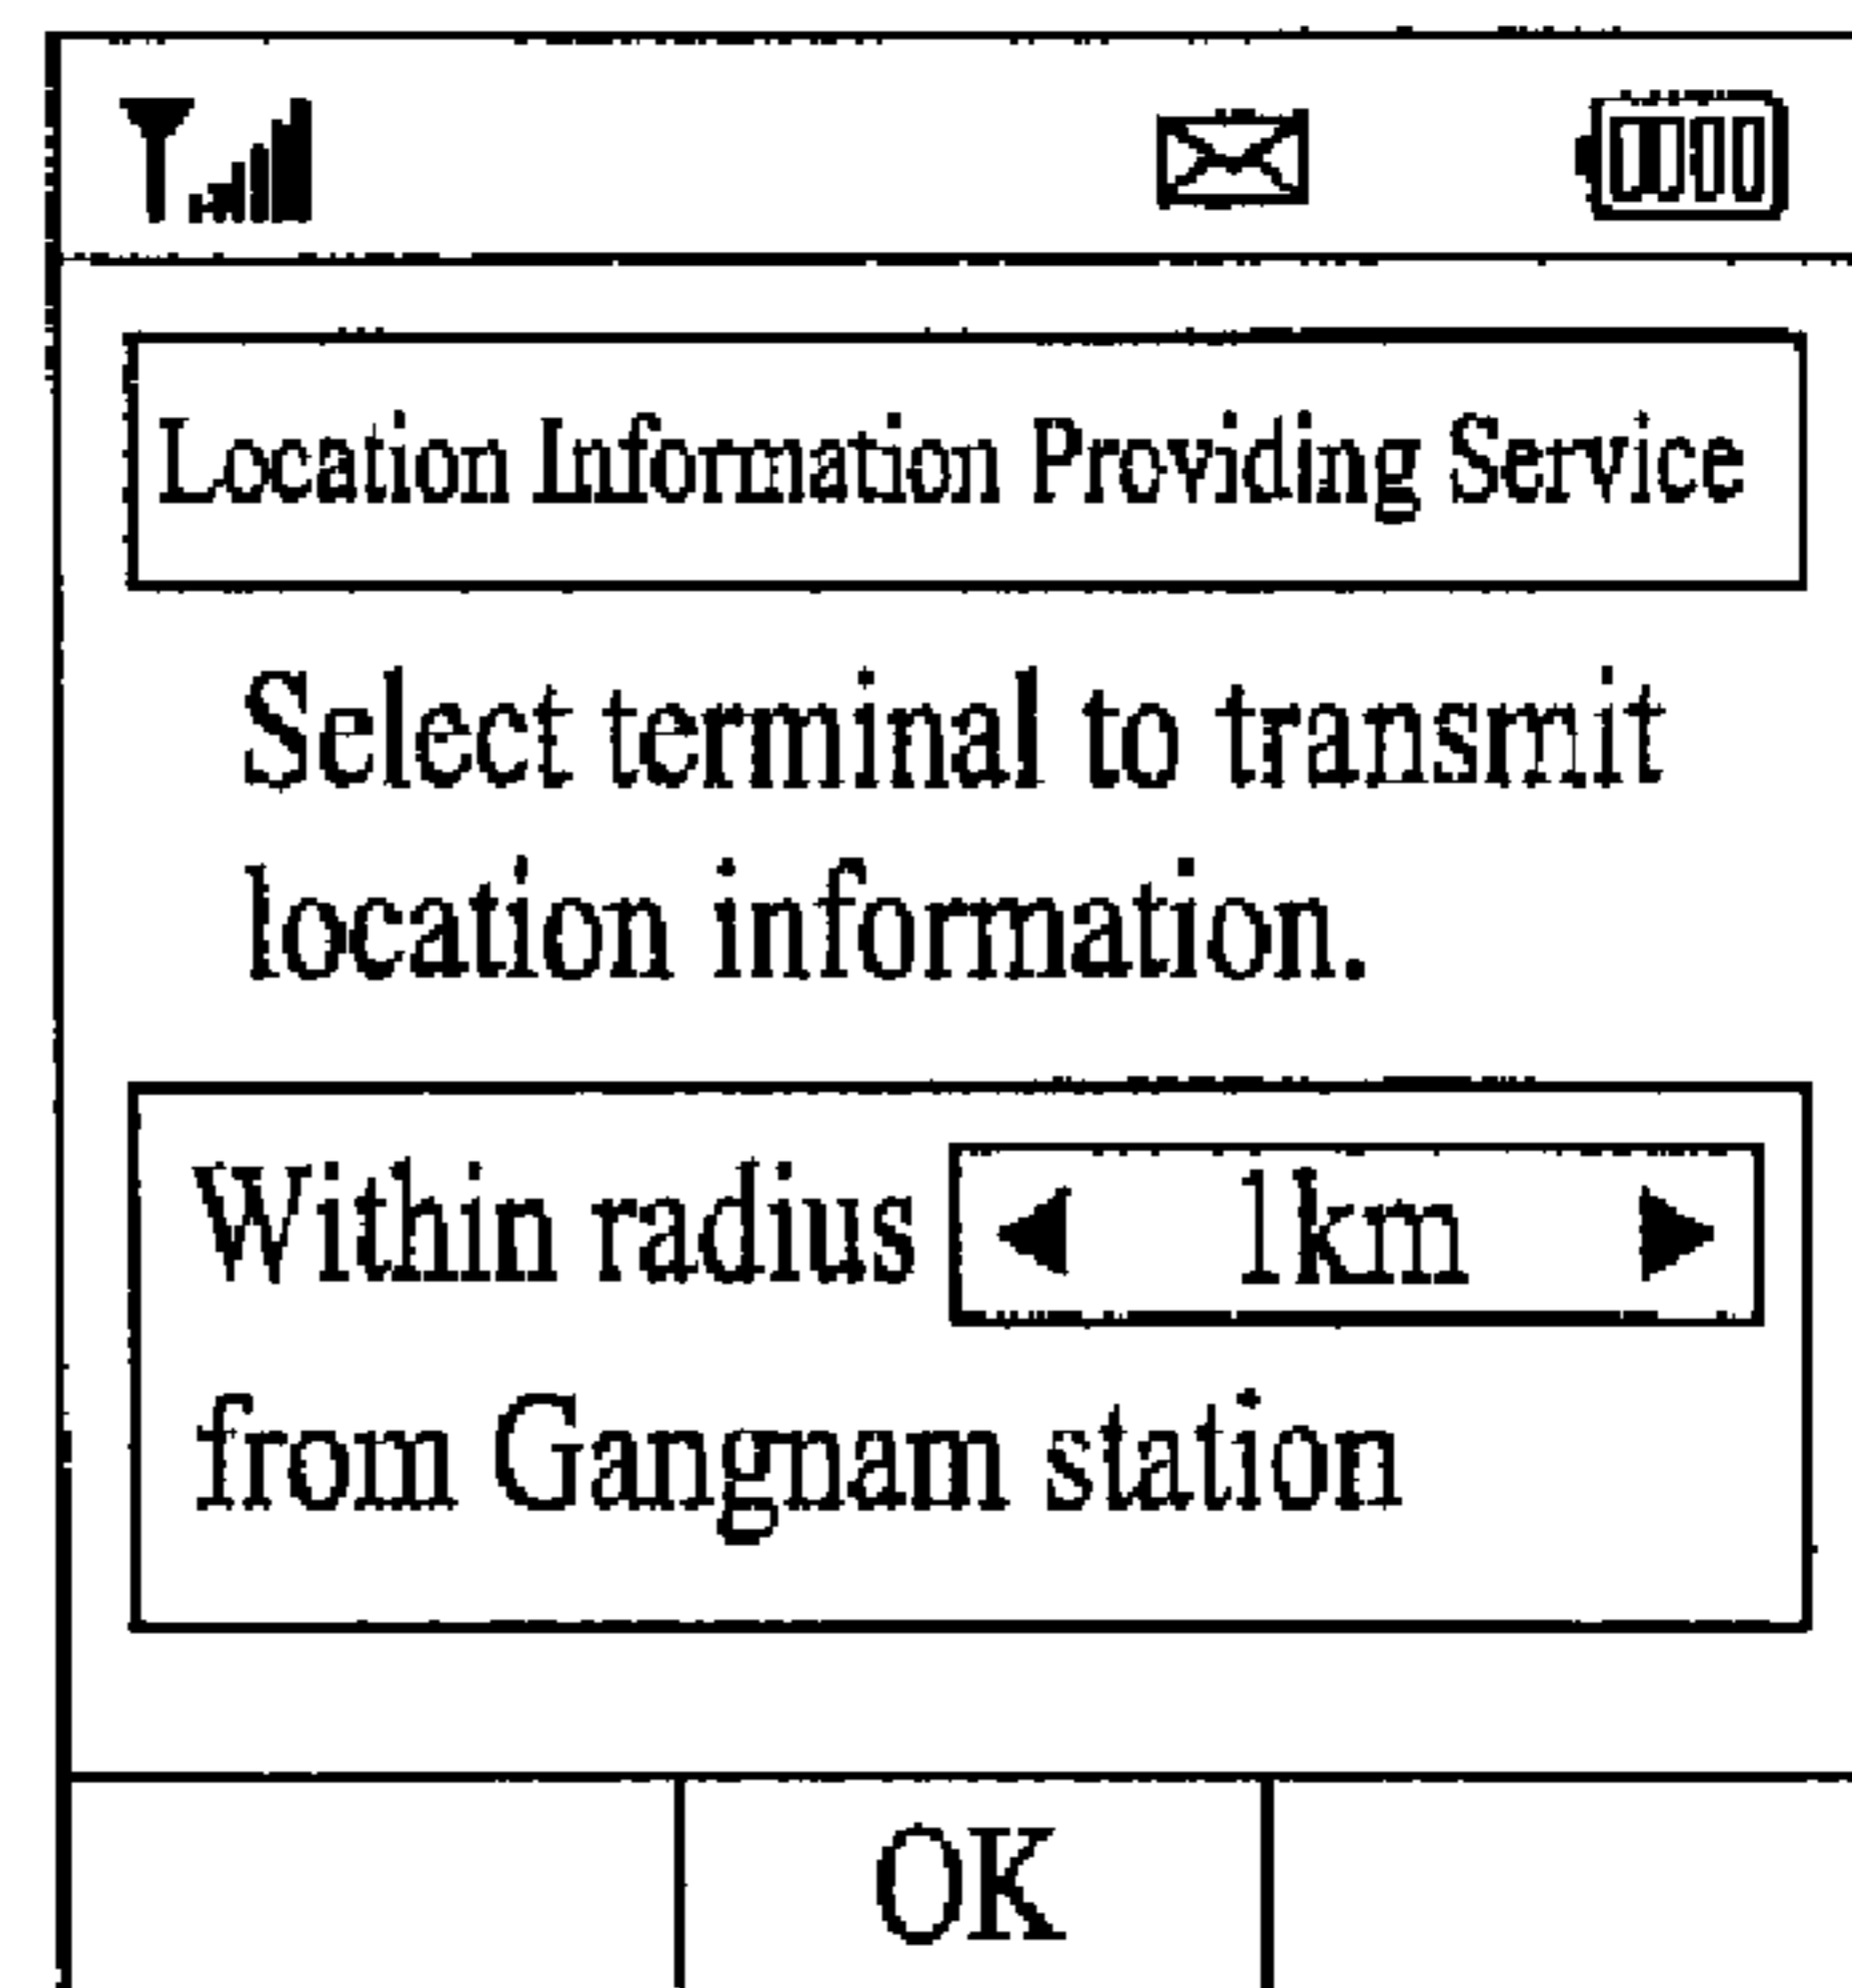 Location Information Providing Service
Select terminal to transmit
location information.
Within radius 1km
from Gangnam station
OK